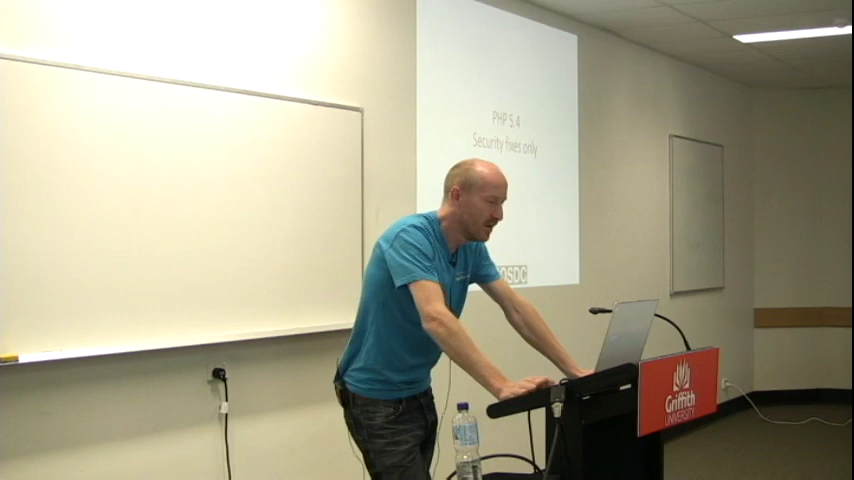 PHP 5.4
Security fixes only
OSDC
Griffith
UNIVERSITY